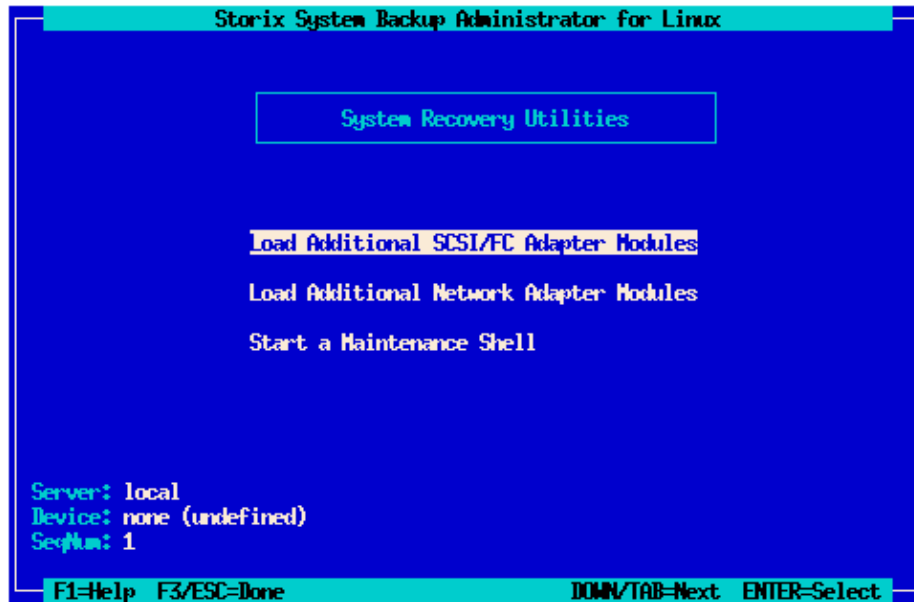 Storix System Backup Administrator for Linux
System Recovery Utilities
Load Additional SCSI/FC Adapter Modules
Load Additional Network Adapter Modules
Start a Maintenance Shell
Server: local
Device: none (undefined)
SeqNum: 1
F1=Help F3/ESC=Done DOWN/TAB=Next ENTER=Select